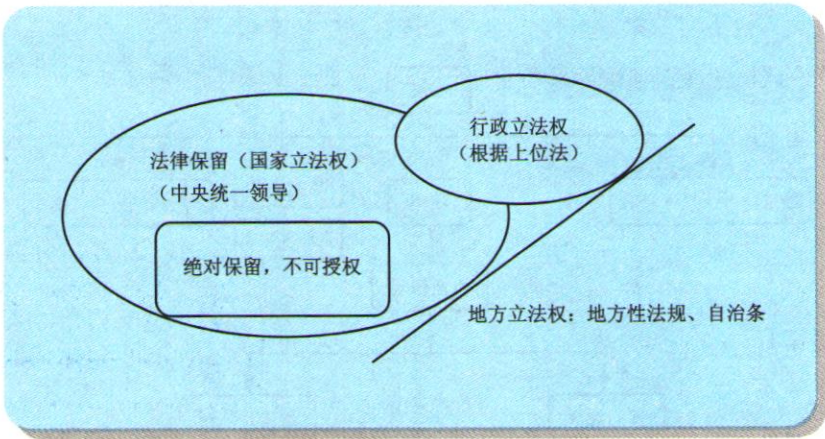 行政立法权
（根据上位法）
法律保留（国家立法权）
（中央统一领导）
绝对保留，不可授权
地方立法权：地方性法规、自治条